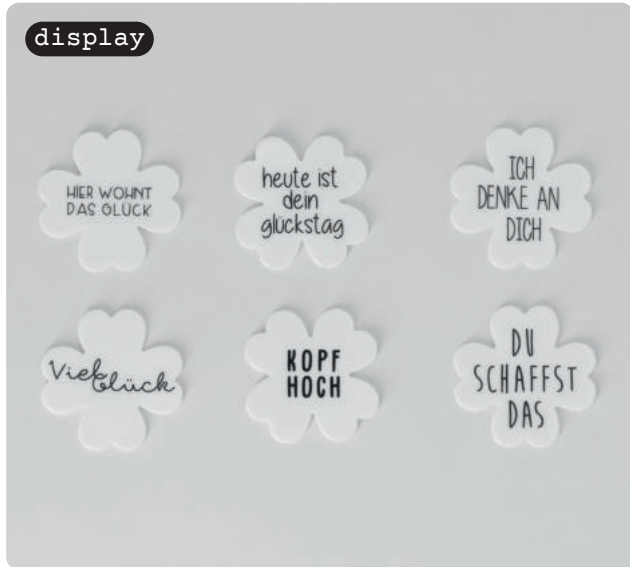 display
HIER WOHNT
DAS GLÜCK
heute ist
dein
glückstag
ICH
DENKE AN
DICH
Viel
Glück
KOPF
HOCH
DU
SCHAFFST
DAS